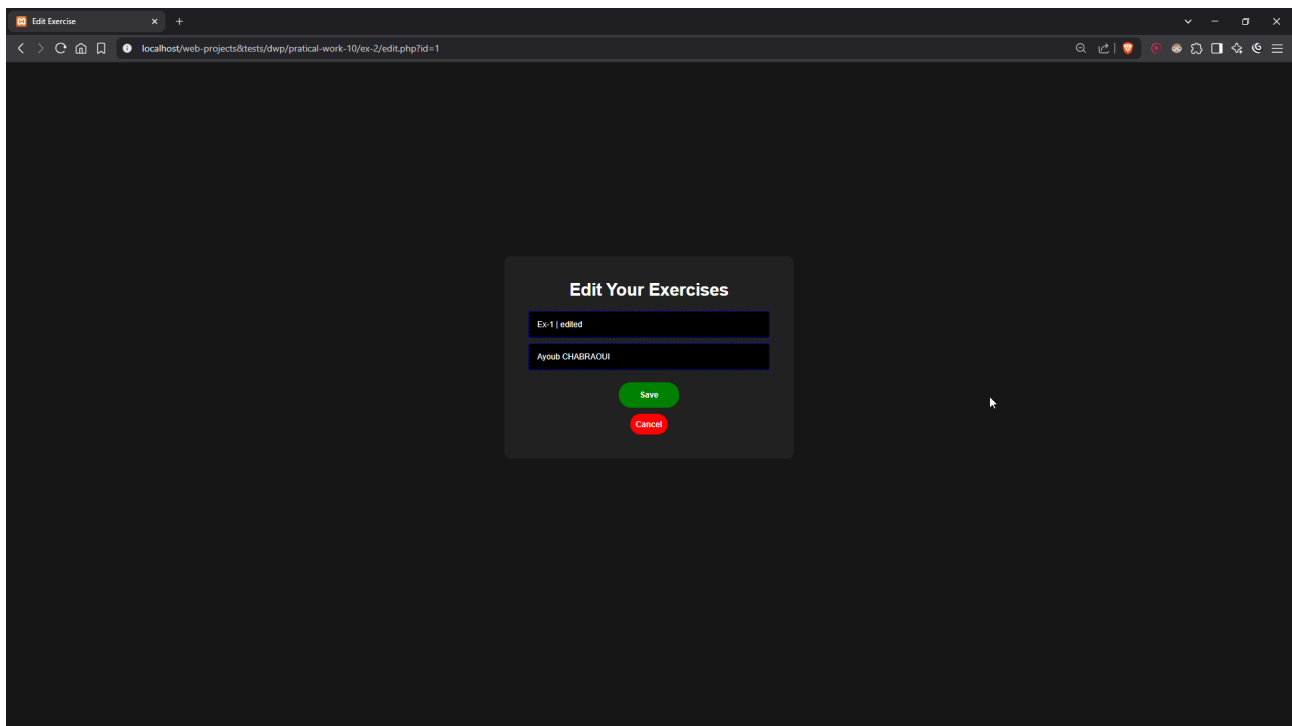 Edit Exercise
localhost/web-projects&tests/dwp/pratical-work-10/ex-2/edit.php?id=1
Edit Your Exercises
Ex-1 | edited
Ayoub CHABRAOUI
Save
Cancel